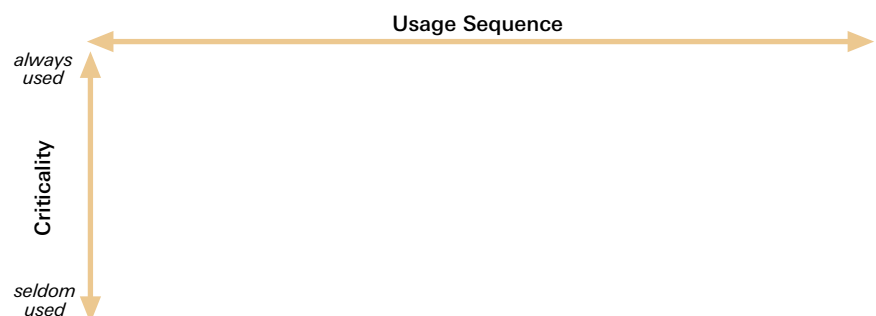 Usage Sequence
always
used
Criticality
seldom
used